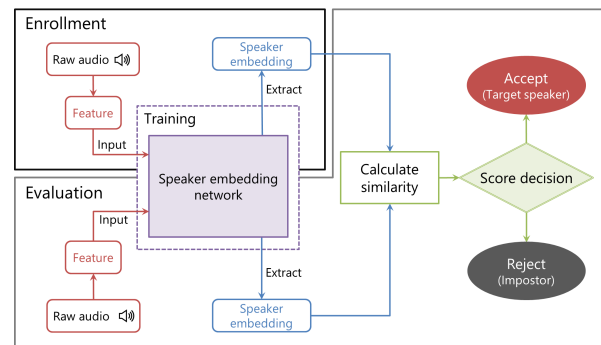 Enrollment
Raw audio
Speaker
embedding
Feature
Extract
Training
Input
Speaker embedding
network
Calculate
similarity
Accept
(Target speaker)
Score decision
Reject
(Impostor)
Evaluation
Input
Feature
Extract
Raw audio
Speaker
embedding